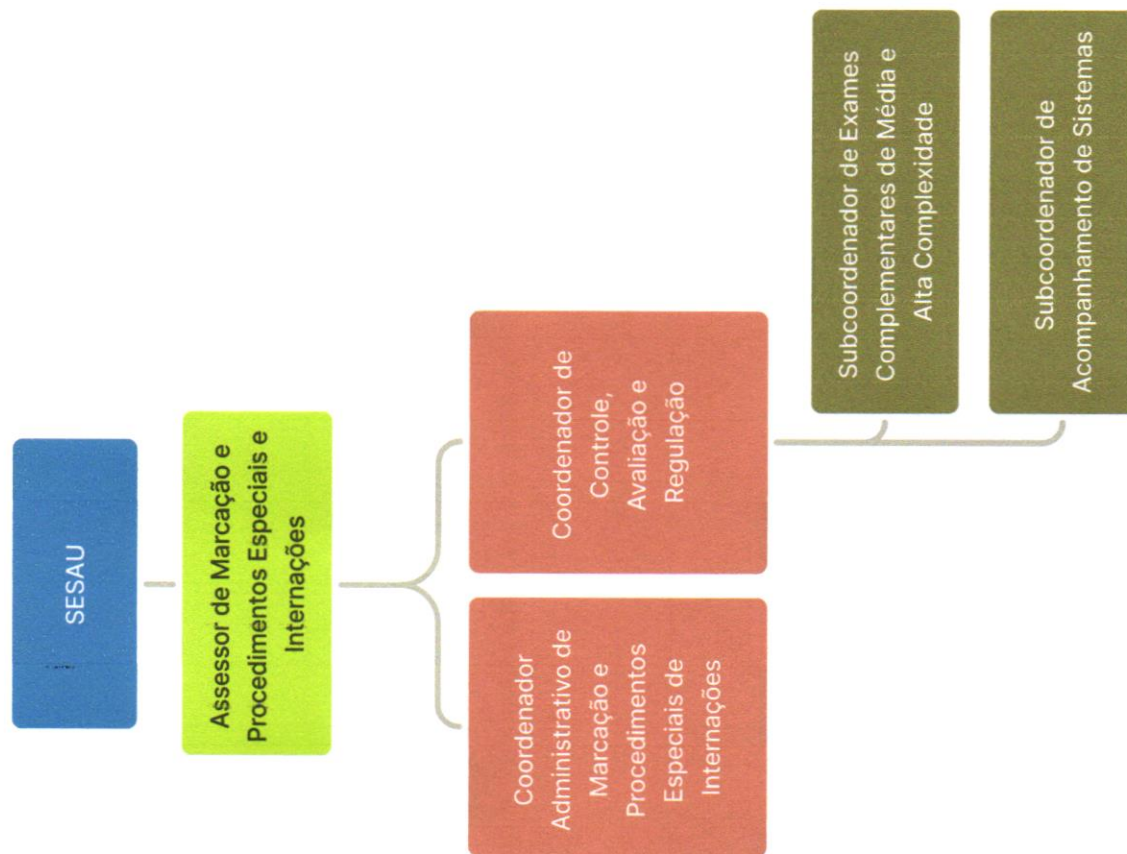 SESAU
Assessor de Marcação e
Procedimentos Especiais e
Internações
Coordenador
Administrativo de
Marcação e
Procedimentos
Especiais de
Internações
Coordenador de
Controle,
Avaliação e
Regulação
Subcoordenador de Exames
Complementares de Média e
Alta Complexidade
Subcoordenador de
Acompanhamento de Sistemas